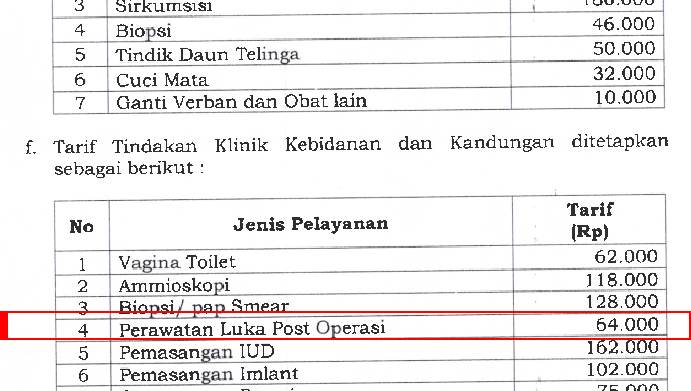 3 Sirkumsisi
4 Biopsi 46.000
5 Tindik Daun Telinga 50.000
6 Cuci Mata 32.000
7 Ganti Verban dan Obat lain 10.000
f. Tarif Tindakan Klinik Kebidanan dan Kandungan ditetapkan
sebagai berikut :
No Jenis Pelayanan Tarif
(Rp)
1 Vagina Toilet 62.000
2 Ammioskopi 118.000
3 Biopsi/ pap Smear 128.000
4 Perawatan Luka Post Operasi 54.000
5 Pemasangan IUD 162.000
6 Pemasangan Imlant 102.000